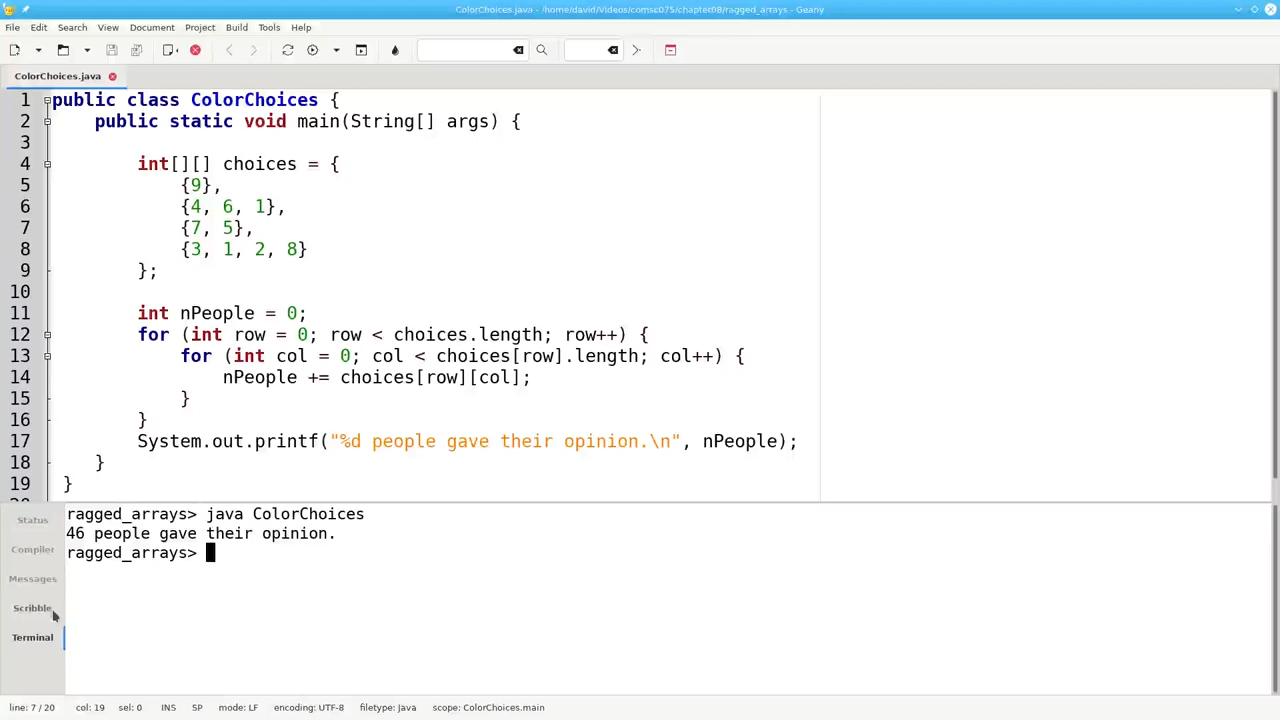 ColorChoices.java - /home/david/Videos/comsc075/chapter08/ragged_arrays - Geany
File Edit Search View Document Project Build Tools Help
ColorChoices.java
1 public class ColorChoices {
2     public static void main(String[] args) {
3
4         int[][] choices = {
5             {9},
6             {4, 6, 1},
7             {7, 5},
8             {3, 1, 2, 8}
9         };
10
11         int nPeople = 0;
12         for (int row = 0; row < choices.length; row++) {
13             for (int col = 0; col < choices[row].length; col++) {
14                 nPeople += choices[row][col];
15             }
16         }
17         System.out.printf("%d people gave their opinion.\n", nPeople);
18     }
19 }
Status
Compiler
Messages
Scribble
Terminal
ragged_arrays> java ColorChoices
46 people gave their opinion.
ragged_arrays>
line: 7 / 20 col: 19 sel: 0 INS SP mode: LF encoding: UTF-8 filetype: Java scope: ColorChoices.main